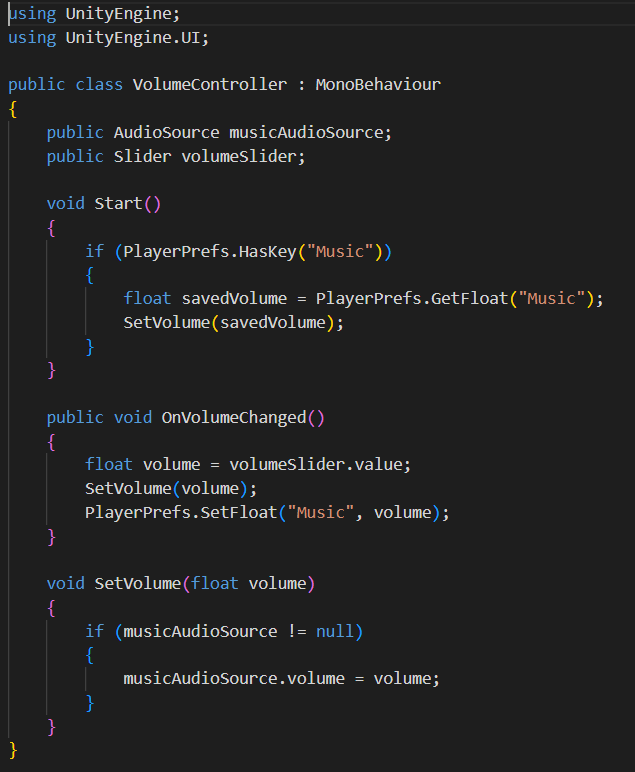 using UnityEngine;
using UnityEngine.UI;
public class VolumeController : MonoBehaviour
{
    public AudioSource musicAudioSource;
    public Slider volumeSlider;
    void Start()
    {
        if (PlayerPrefs.HasKey("Music"))
        {
            float savedVolume = PlayerPrefs.GetFloat("Music");
            SetVolume(savedVolume);
        }
    }
    public void OnVolumeChanged()
    {
        float volume = volumeSlider.value;
        SetVolume(volume);
        PlayerPrefs.SetFloat("Music", volume);
    }
    void SetVolume(float volume)
    {
        if (musicAudioSource != null)
        {
            musicAudioSource.volume = volume;
        }
    }
}